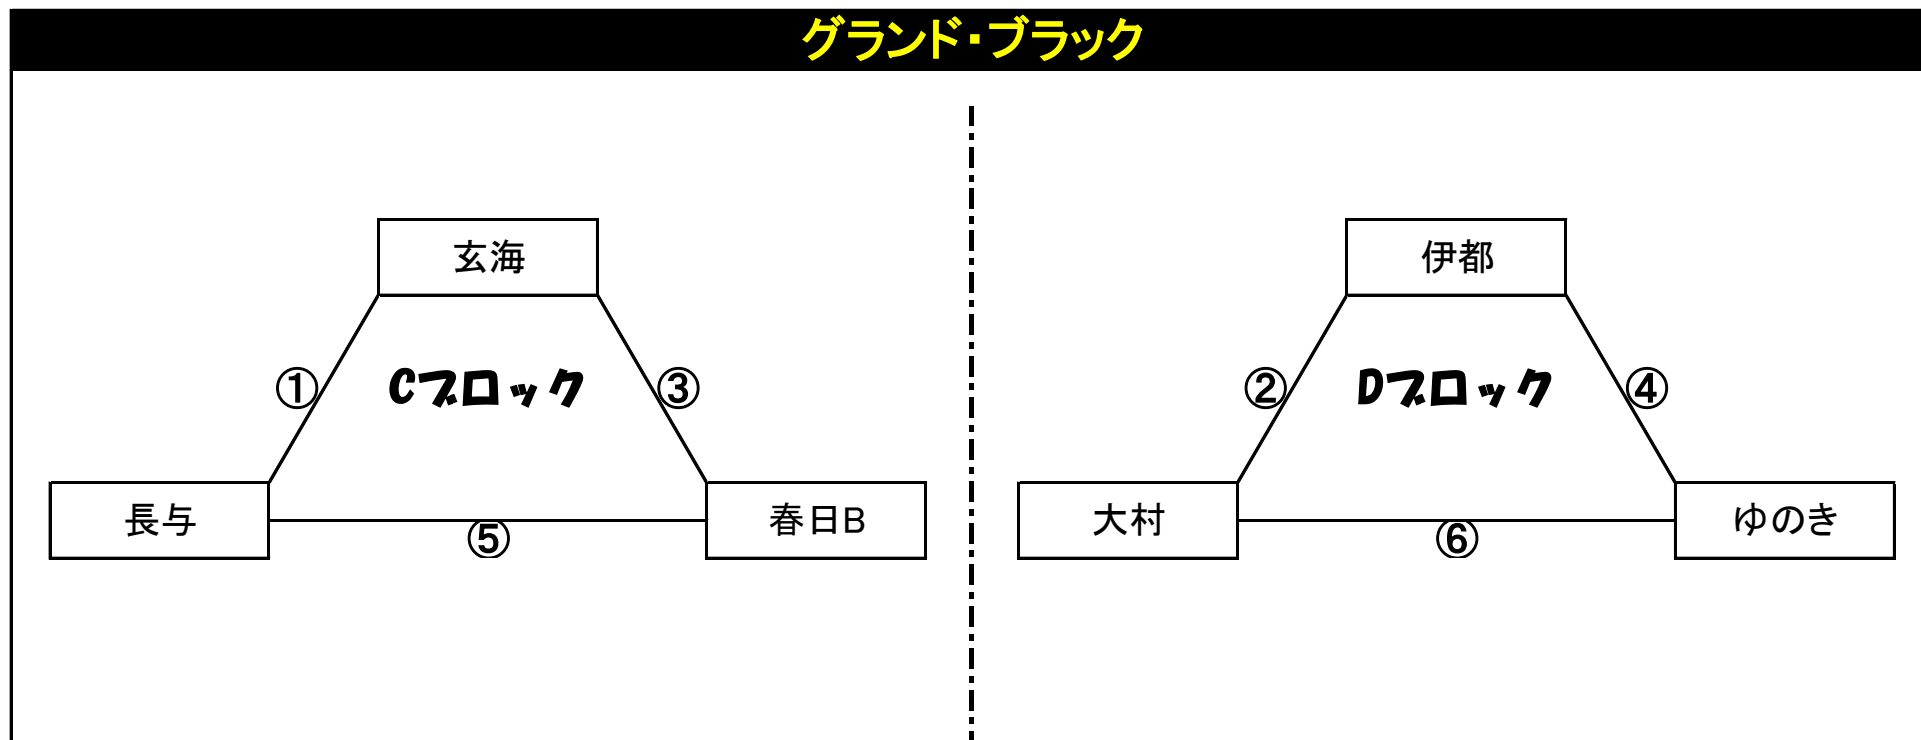 グランド・ブラック
玄海
伊都
① Cブロック ③
② Dブロック ④
長与
春日B
大村
ゆのき
⑤
⑥